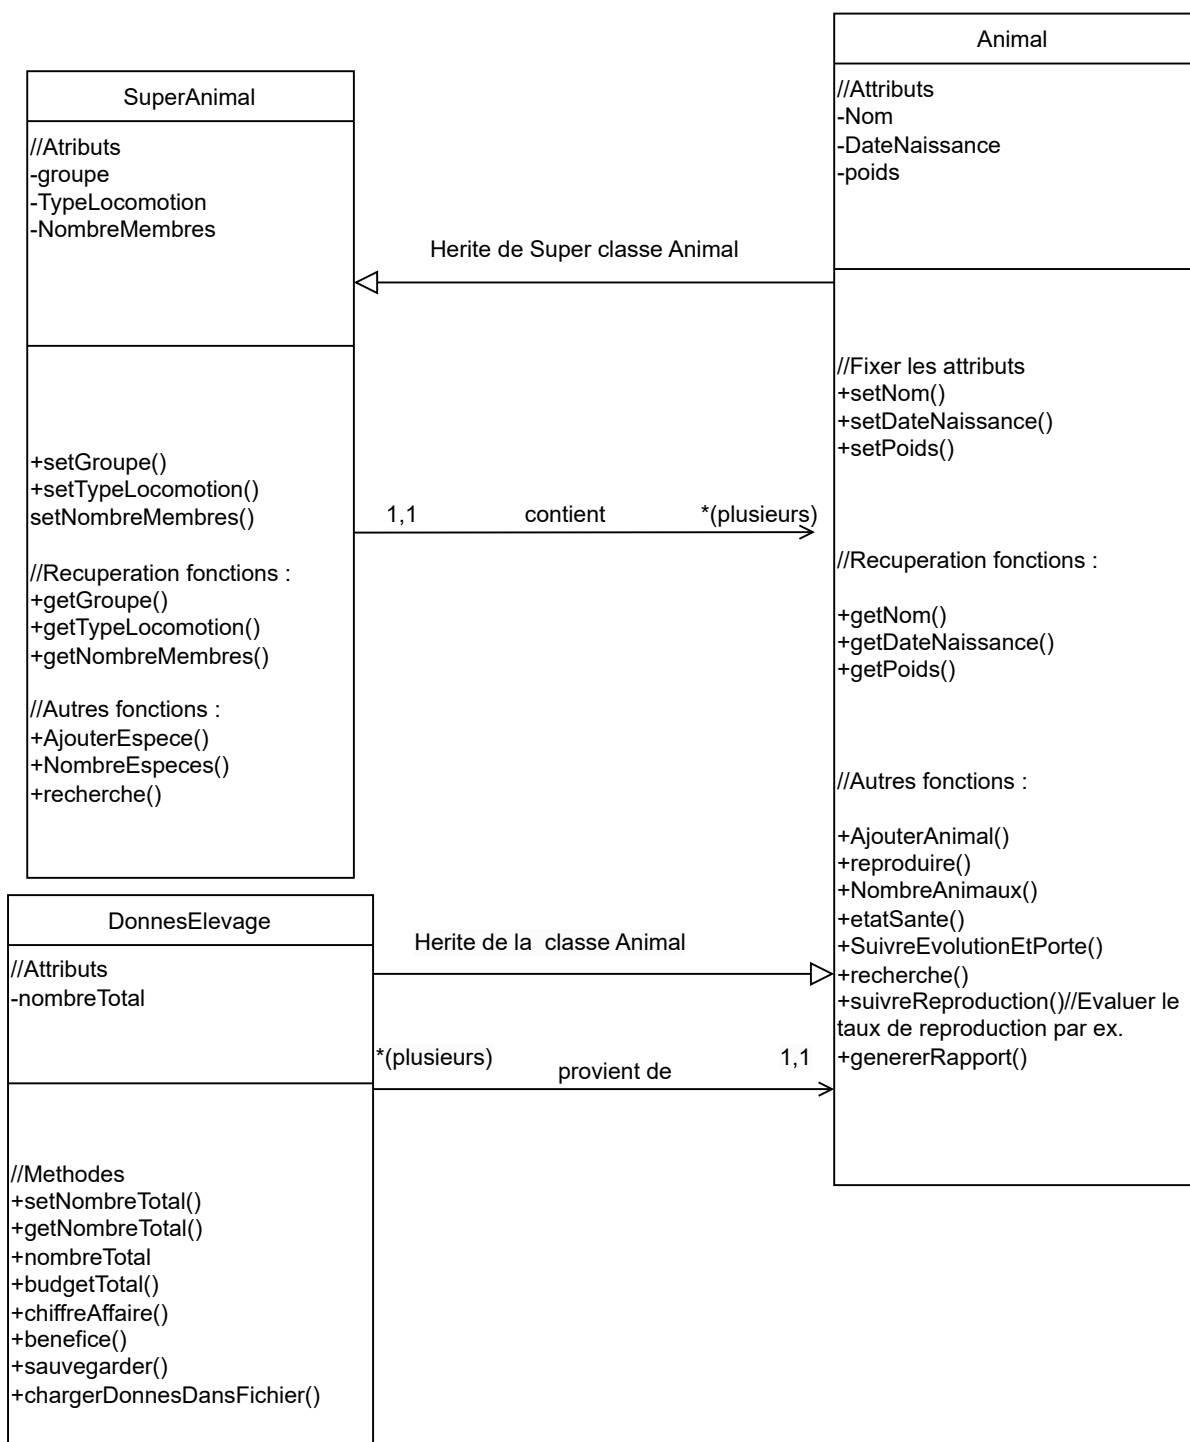 SuperAnimal
//Atributs
-groupe
-TypeLocomotion
-NombreMembres
+setGroupe()
+setTypeLocomotion()
setNombreMembres()
//Recuperation fonctions :
+getGroupe()
+getTypeLocomotion()
+getNombreMembres()
//Autres fonctions :
+AjouterEspece()
+NombreEspeces()
+recherche()
Herite de Super classe Animal
1,1 contient *(plusieurs)
Animal
//Attributs
-Nom
-DateNaissance
-poids
//Fixer les attributs
+setNom()
+setDateNaissance()
+setPoids()
//Recuperation fonctions :
+getNom()
+getDateNaissance()
+getPoids()
//Autres fonctions :
+AjouterAnimal()
+reproduire()
+NombreAnimaux()
+etatSante()
+SuivreEvolutionEtPorte()
+recherche()
+suivreReproduction()//Evaluer le
taux de reproduction par ex.
+genererRapport()
DonnesElevage
//Attributs
-nombreTotal
//Methodes
+setNombreTotal()
+getNombreTotal()
+nombreTotal
+budgetTotal()
+chiffreAffaire()
+benefice()
+sauvegarder()
+chargerDonnesDansFichier()
Herite de la classe Animal
*(plusieurs) provient de 1,1